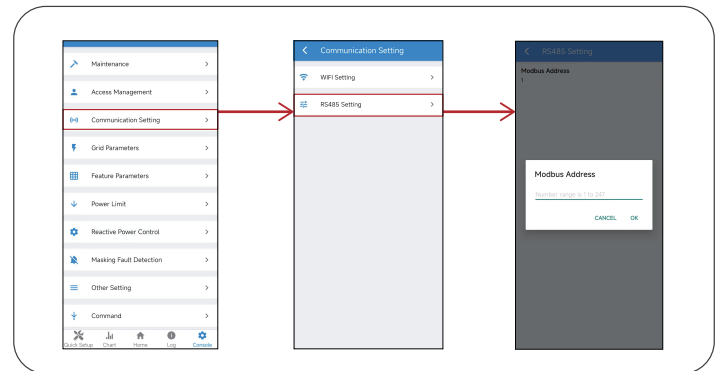 Maintenance
Access Management
Communication Setting
Grid Parameters
Feature Parameters
Power Limit
Reactive Power Control
Masking Fault Detection
Other Setting
Command
Quick Setup Chart Home Log Console
Communication Setting
WIFI Setting
RS485 Setting
RS485 Setting
Modbus Address
1
Modbus Address
Number range is 1 to 247
CANCEL OK